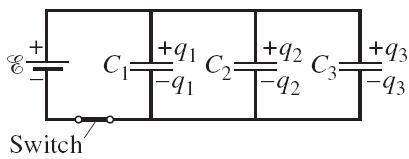 ℰ + − C₁ +q₁ −q₁ C₂ +q₂ −q₂ C₃ +q₃ −q₃
Switch